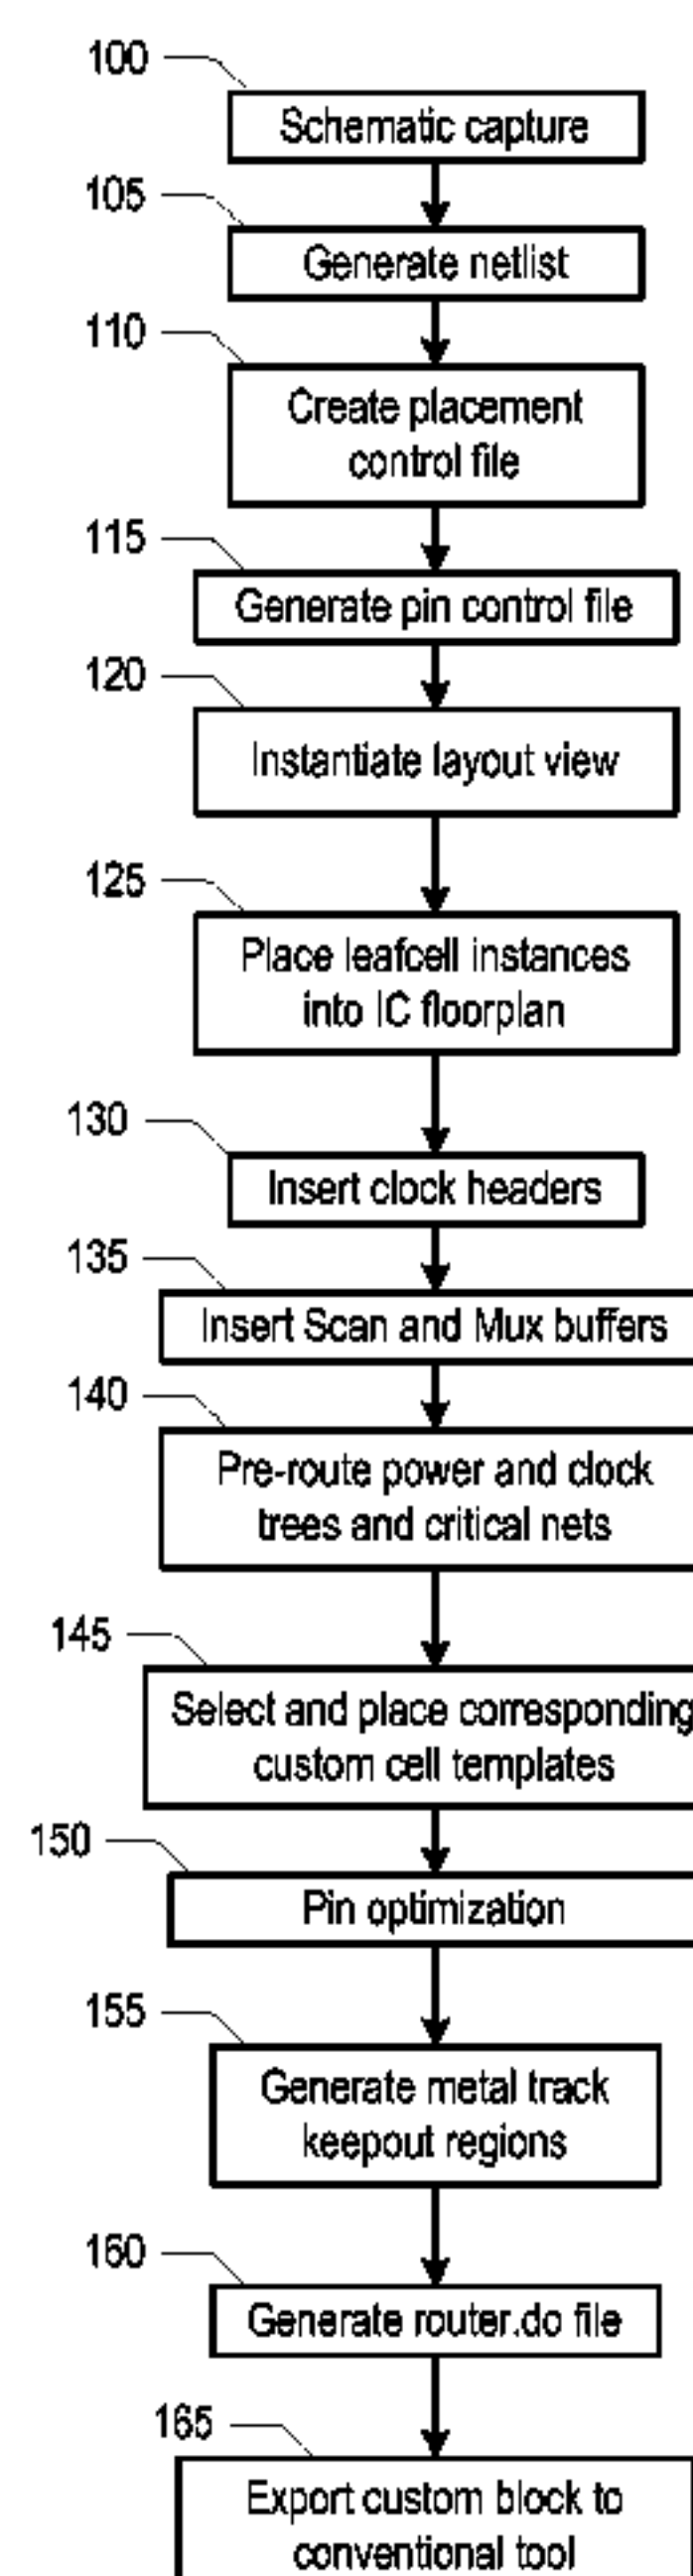 100
Schematic capture
105
Generate netlist
110
Create placement
control file
115
Generate pin control file
120
Instantiate layout view
125
Place leafcell instances
into IC floorplan
130
Insert clock headers
135
Insert Scan and Mux buffers
140
Pre-route power and clock
trees and critical nets
145
Select and place corresponding
custom cell templates
150
Pin optimization
155
Generate metal track
keepout regions
160
Generate router.do file
165
Export custom block to
conventional tool